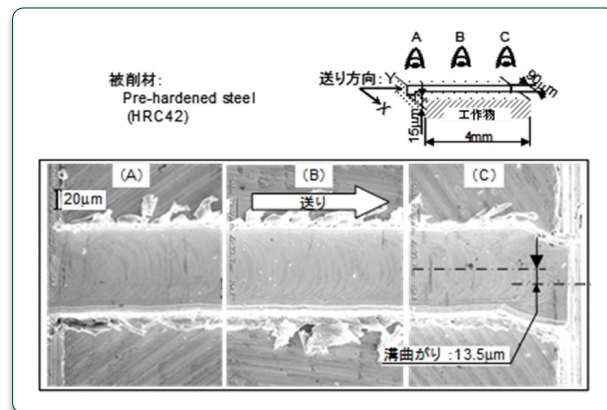 被削材：
Pre-hardened steel
(HRC42)
A B C
送り方向：Y
X
90μm
15μm
工作物
4mm
(A) (B) (C)
20μm
送り
溝曲がり：13.5μm